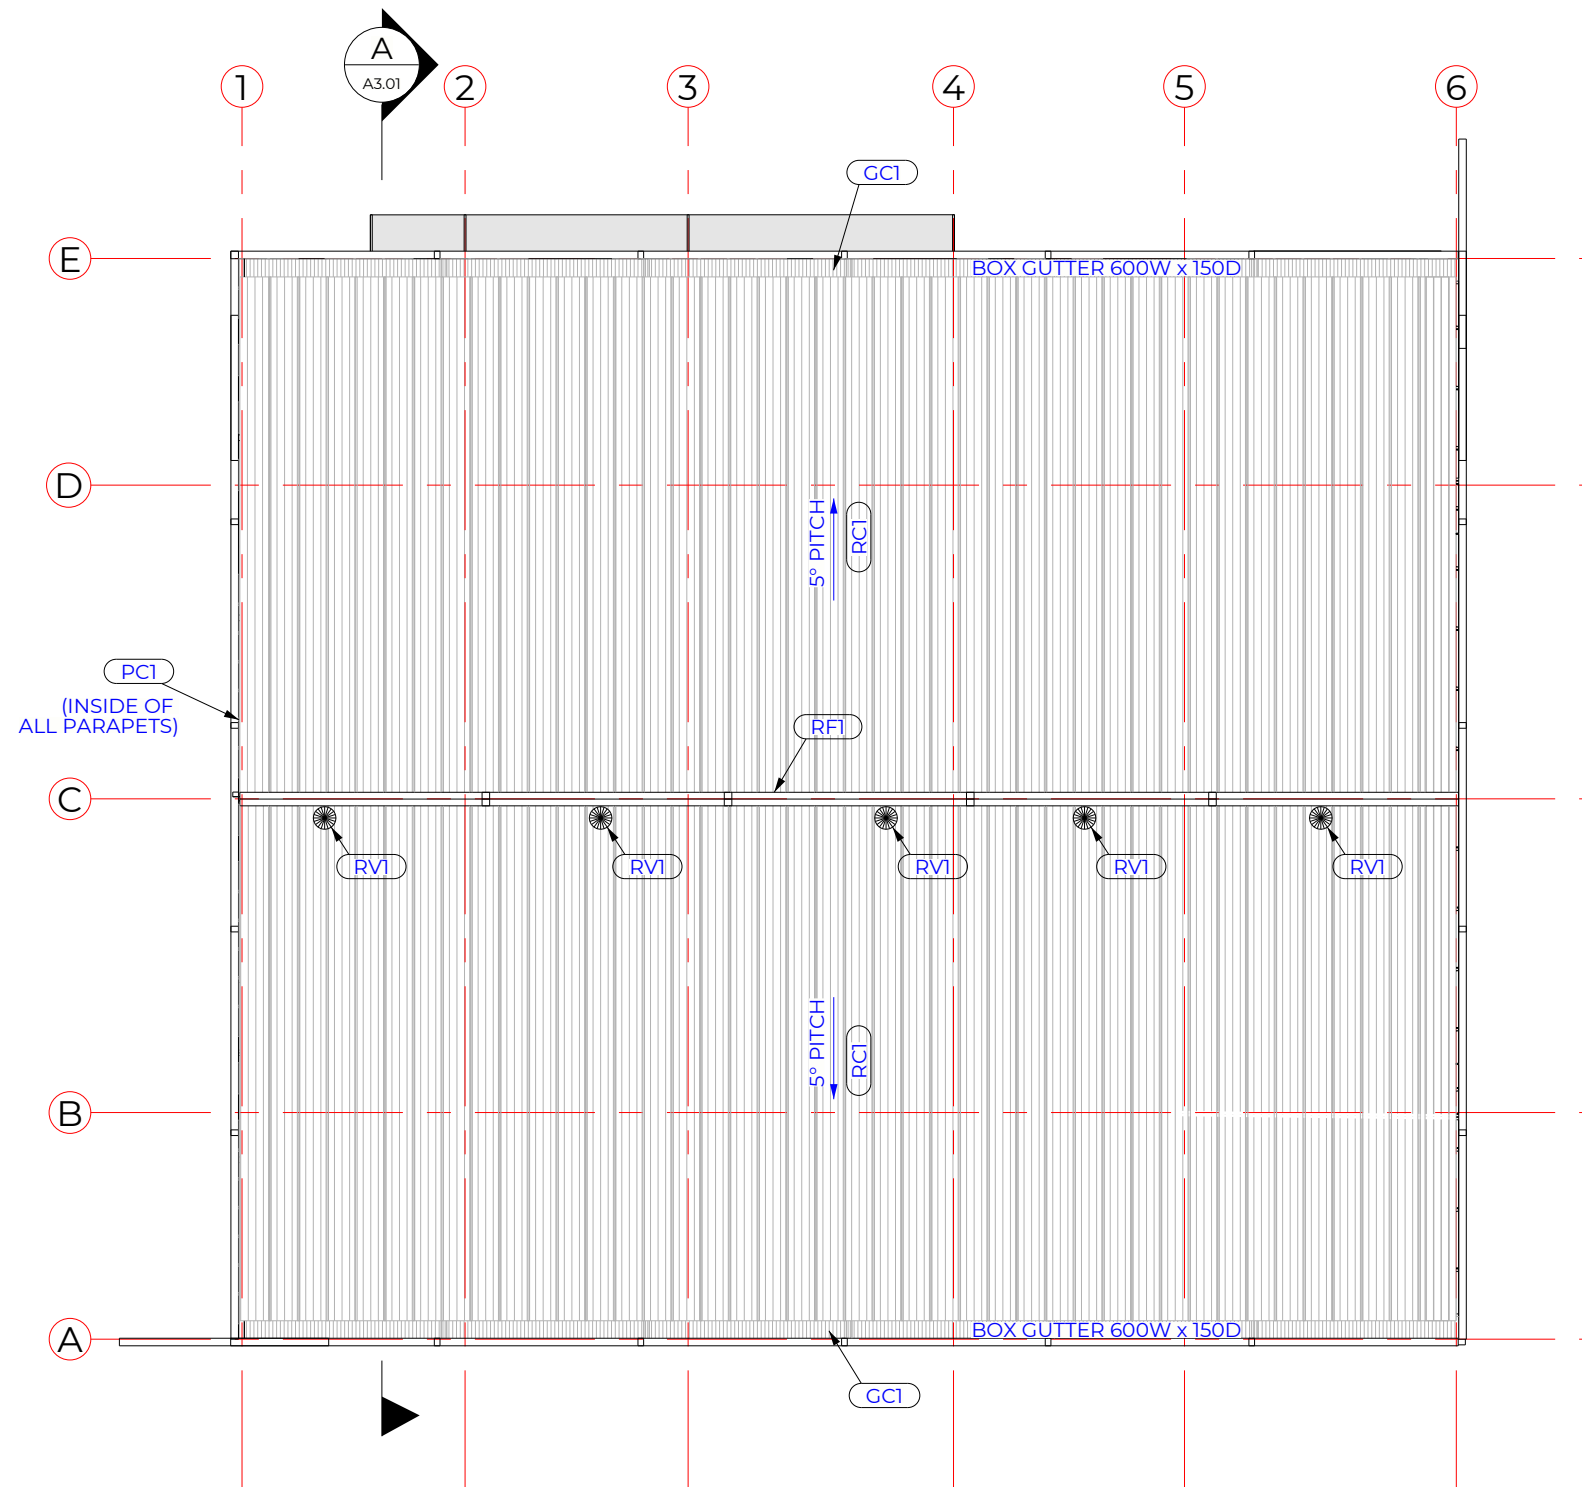 A
A3.01
1
2
3
4
5
6
GC1
E
BOX GUTTER 600W x 150D
D
5° PITCH
RC1
PC1
(INSIDE OF
ALL PARAPETS)
RF1
C
RV1
RV1
RV1
RV1
RV1
5° PITCH
RC1
B
A
BOX GUTTER 600W x 150D
GC1